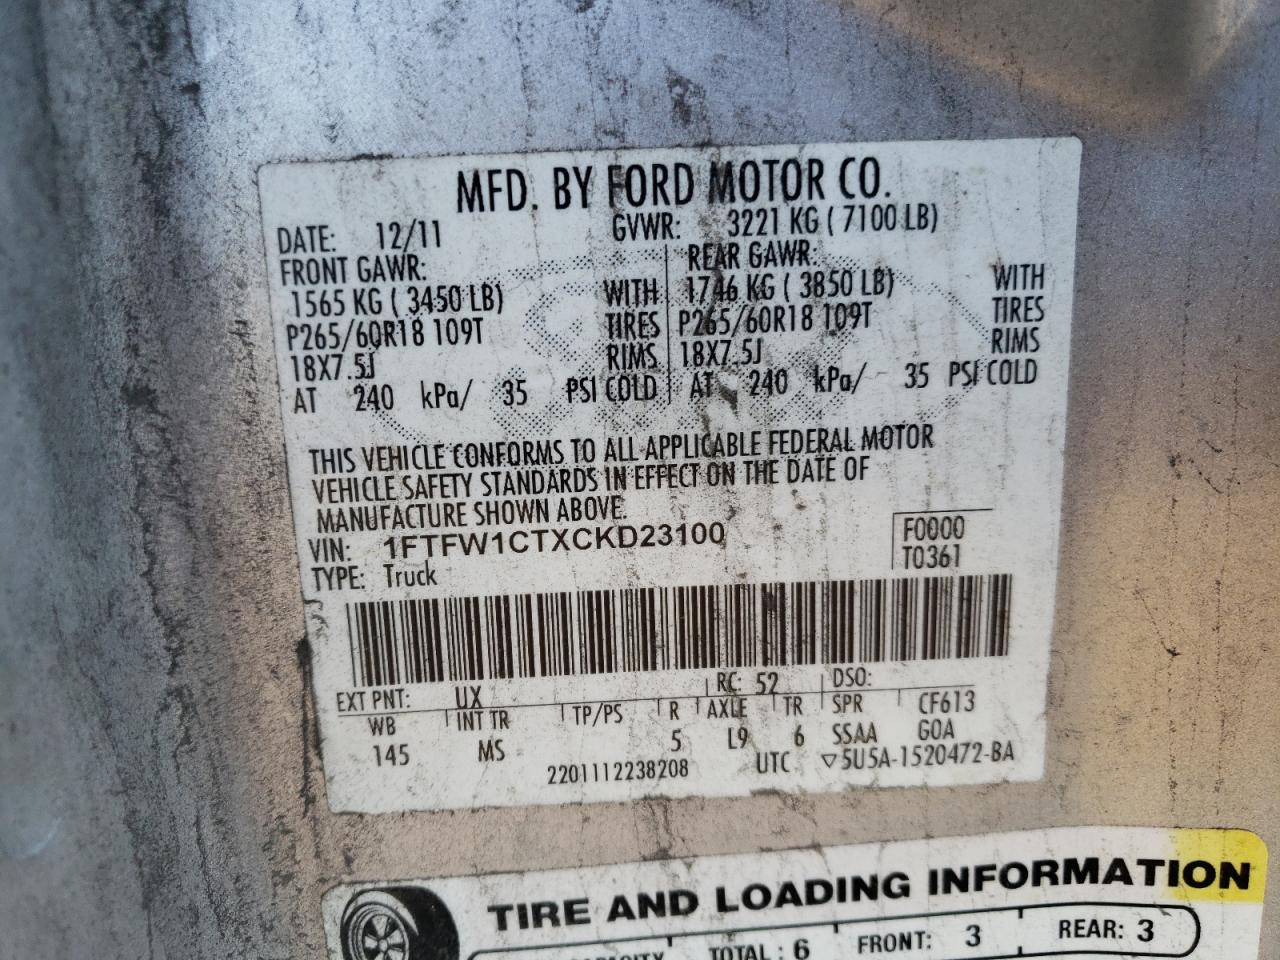 MFD. BY FORD MOTOR CO.
DATE: 12/11 GVWR: 3221 KG ( 7100 LB)
FRONT GAWR: REAR GAWR:
1565 KG ( 3450 LB) WITH 1746 KG ( 3850 LB) WITH
P265/60R18 109T TIRES P265/60R18 109T TIRES
18X7.5J RIMS 18X7.5J RIMS
AT 240 kPa/ 35 PSI COLD AT 240 kPa/ 35 PSI COLD
THIS VEHICLE CONFORMS TO ALL APPLICABLE FEDERAL MOTOR
VEHICLE SAFETY STANDARDS IN EFFECT ON THE DATE OF
MANUFACTURE SHOWN ABOVE.
VIN: 1FTFW1CTXCKD23100 F0000
TYPE: Truck T0361
EXT PNT: UX RC: 52 DSO:
WB INT TR TP/PS R AXLE TR SPR CF613
145 MS 5 L9 6 SSAA GOA
2201112238208 UTC ▽5U5A-1520472-BA
TIRE AND LOADING INFORMATION
TOTAL : 6 FRONT: 3 REAR: 3